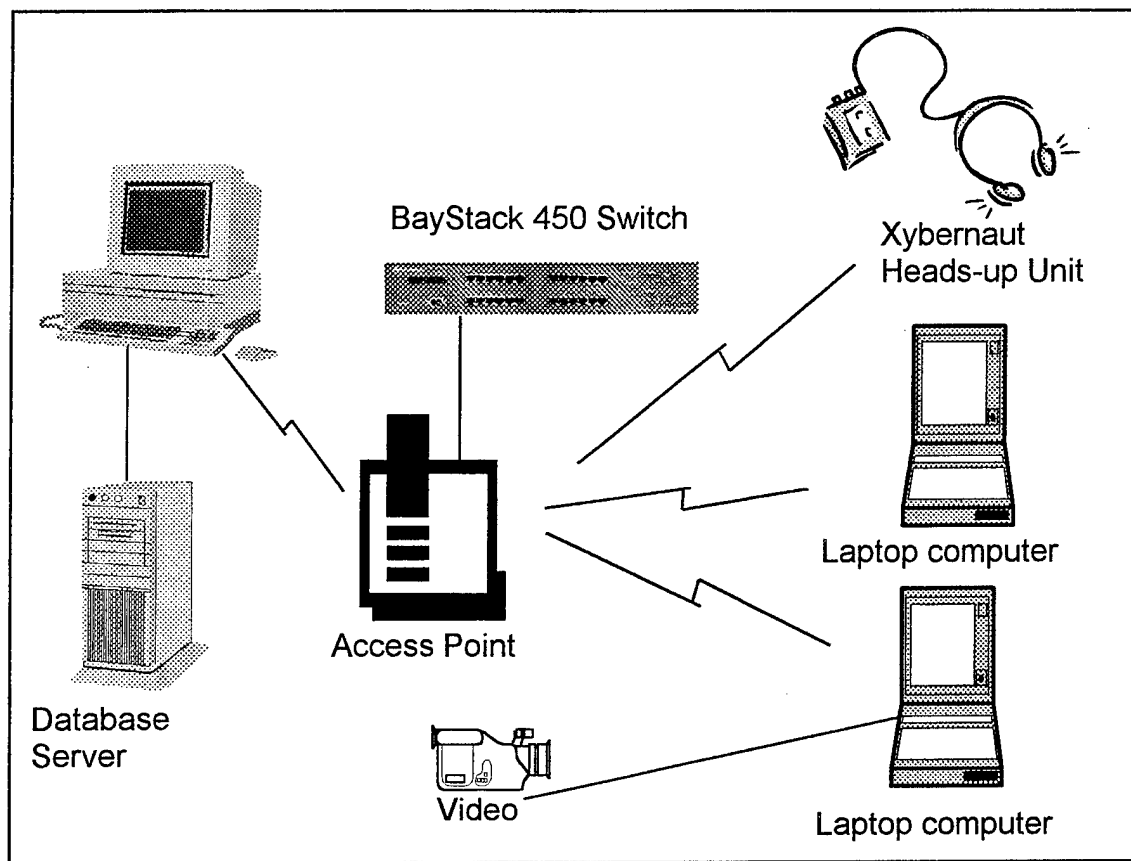 BayStack 450 Switch
Xybernaut
Heads-up Unit
Laptop computer
Access Point
Database
Server
Video
Laptop computer